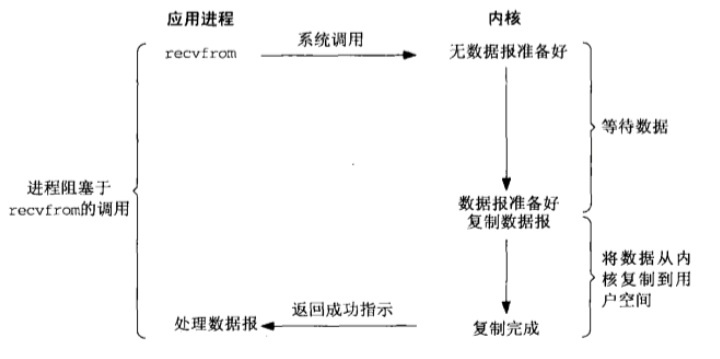 应用进程
内核
recvfrom
系统调用
无数据报准备好
等待数据
进程阻塞于
recvfrom的调用
数据报准备好
复制数据报
将数据从内
核复制到用
户空间
处理数据报
返回成功指示
复制完成